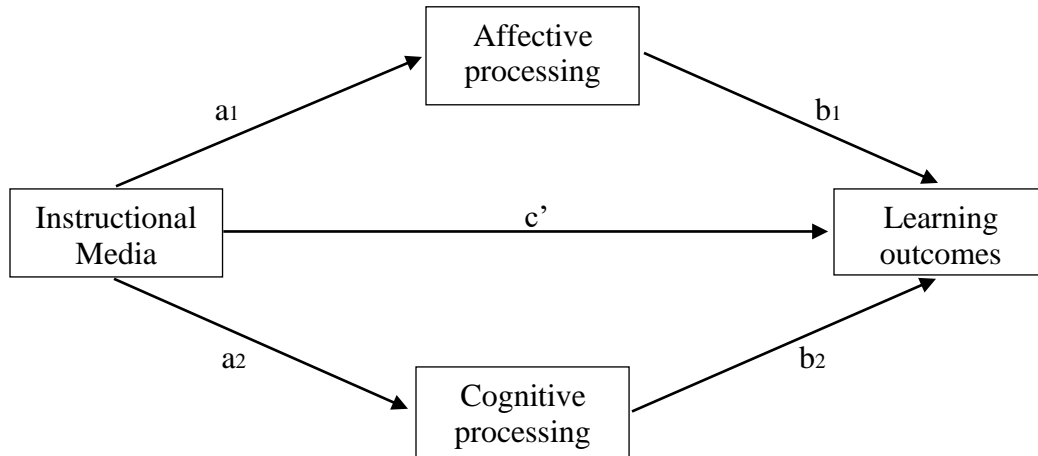 Affective
processing
a1
b1
Instructional
Media
c’
Learning
outcomes
a2
b2
Cognitive
processing